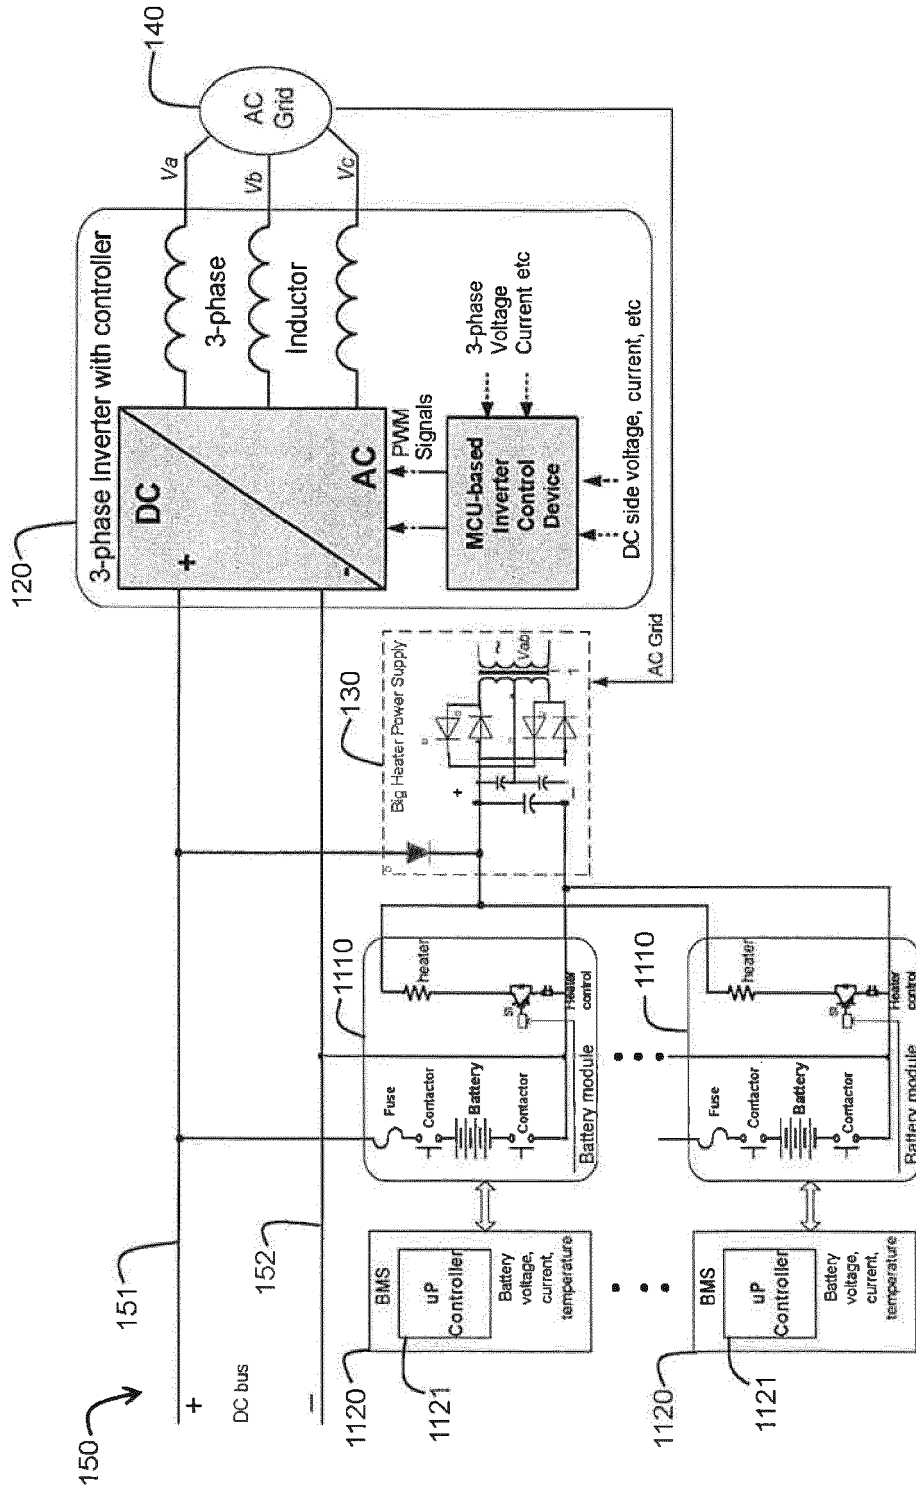 140
AC
Grid
Va
Vb
Vc
120
3-phase Inverter with controller
3-phase
Inductor
DC
AC
+
-
PWM
Signals
MCU-based
Inverter
Control
Device
3-phase
Voltage
Current etc
DC side voltage, current, etc
AC Grid
130
Big Heater Power Supply
~
Vab
+
−
1110
heater
Heater
control
Fuse
Contactor
Battery
Contactor
Battery module
1110
heater
Heater
control
Fuse
Contactor
Battery
Contactor
Battery module
151
152
150
+
DC bus
−
BMS
uP
Controller
Battery
voltage,
current,
temperature
1120
1121
BMS
uP
Controller
Battery
voltage,
current,
temperature
1120
1121